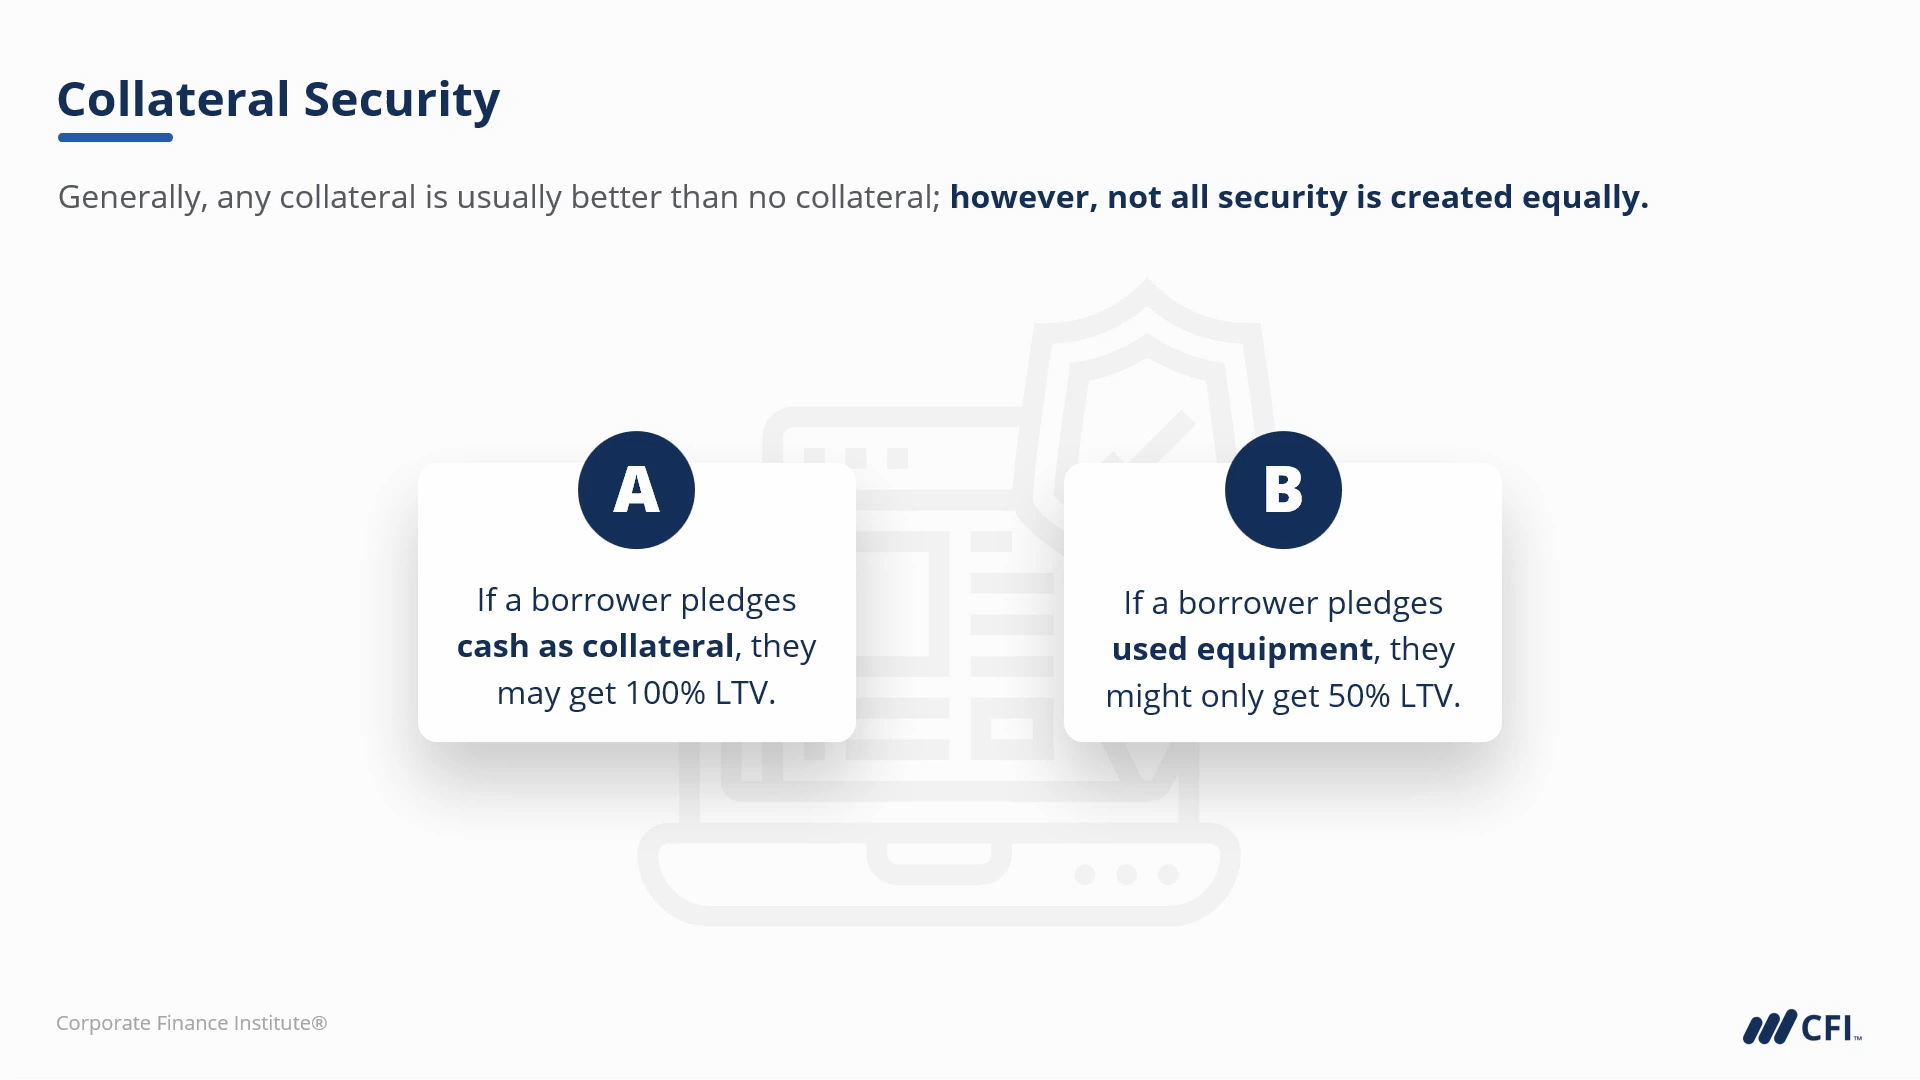 Collateral Security
Generally, any collateral is usually better than no collateral; however, not all security is created equally.
A
If a borrower pledges
cash as collateral, they
may get 100% LTV.
B
If a borrower pledges
used equipment, they
might only get 50% LTV.
Corporate Finance Institute®
CFI™